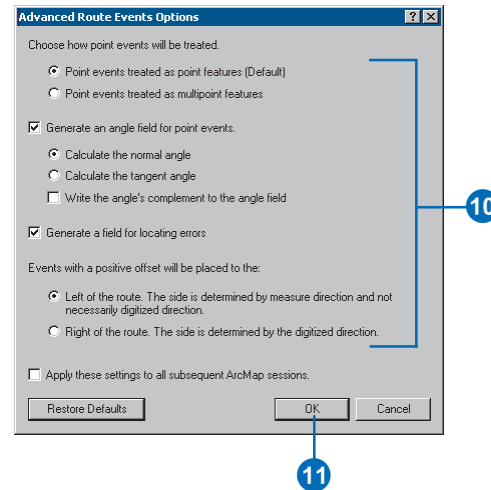 Advanced Route Events Options
Choose how point events will be treated.
Point events treated as point features (Default)
Point events treated as multipoint features
Generate an angle field for point events.
Calculate the normal angle
Calculate the tangent angle
Write the angle's complement to the angle field
10
Generate a field for locating errors
Events with a positive offset will be placed to the:
Left of the route. The side is determined by measure direction and not
necessarily digitized direction.
Right of the route. The side is determined by the digitized direction.
Apply these settings to all subsequent ArcMap sessions.
Restore Defaults OK Cancel
11